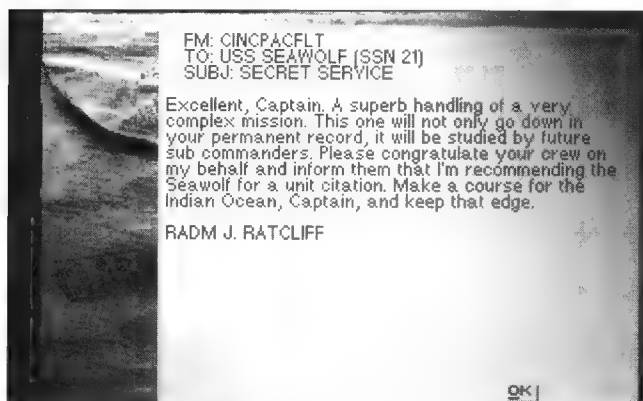 FM: CINCPACFLT
TO: USS SEAWOLF (SSN 21)
SUBJ: SECRET SERVICE
Excellent, Captain. A superb handling of a very
complex mission. This one will not only go down in
your permanent record, it will be studied by future
sub commanders. Please congratulate your crew on
my behalf and inform them that I'm recommending the
Seawolf for a unit citation. Make a course for the
Indian Ocean, Captain, and keep that edge.
RADM J. RATCLIFF
OK